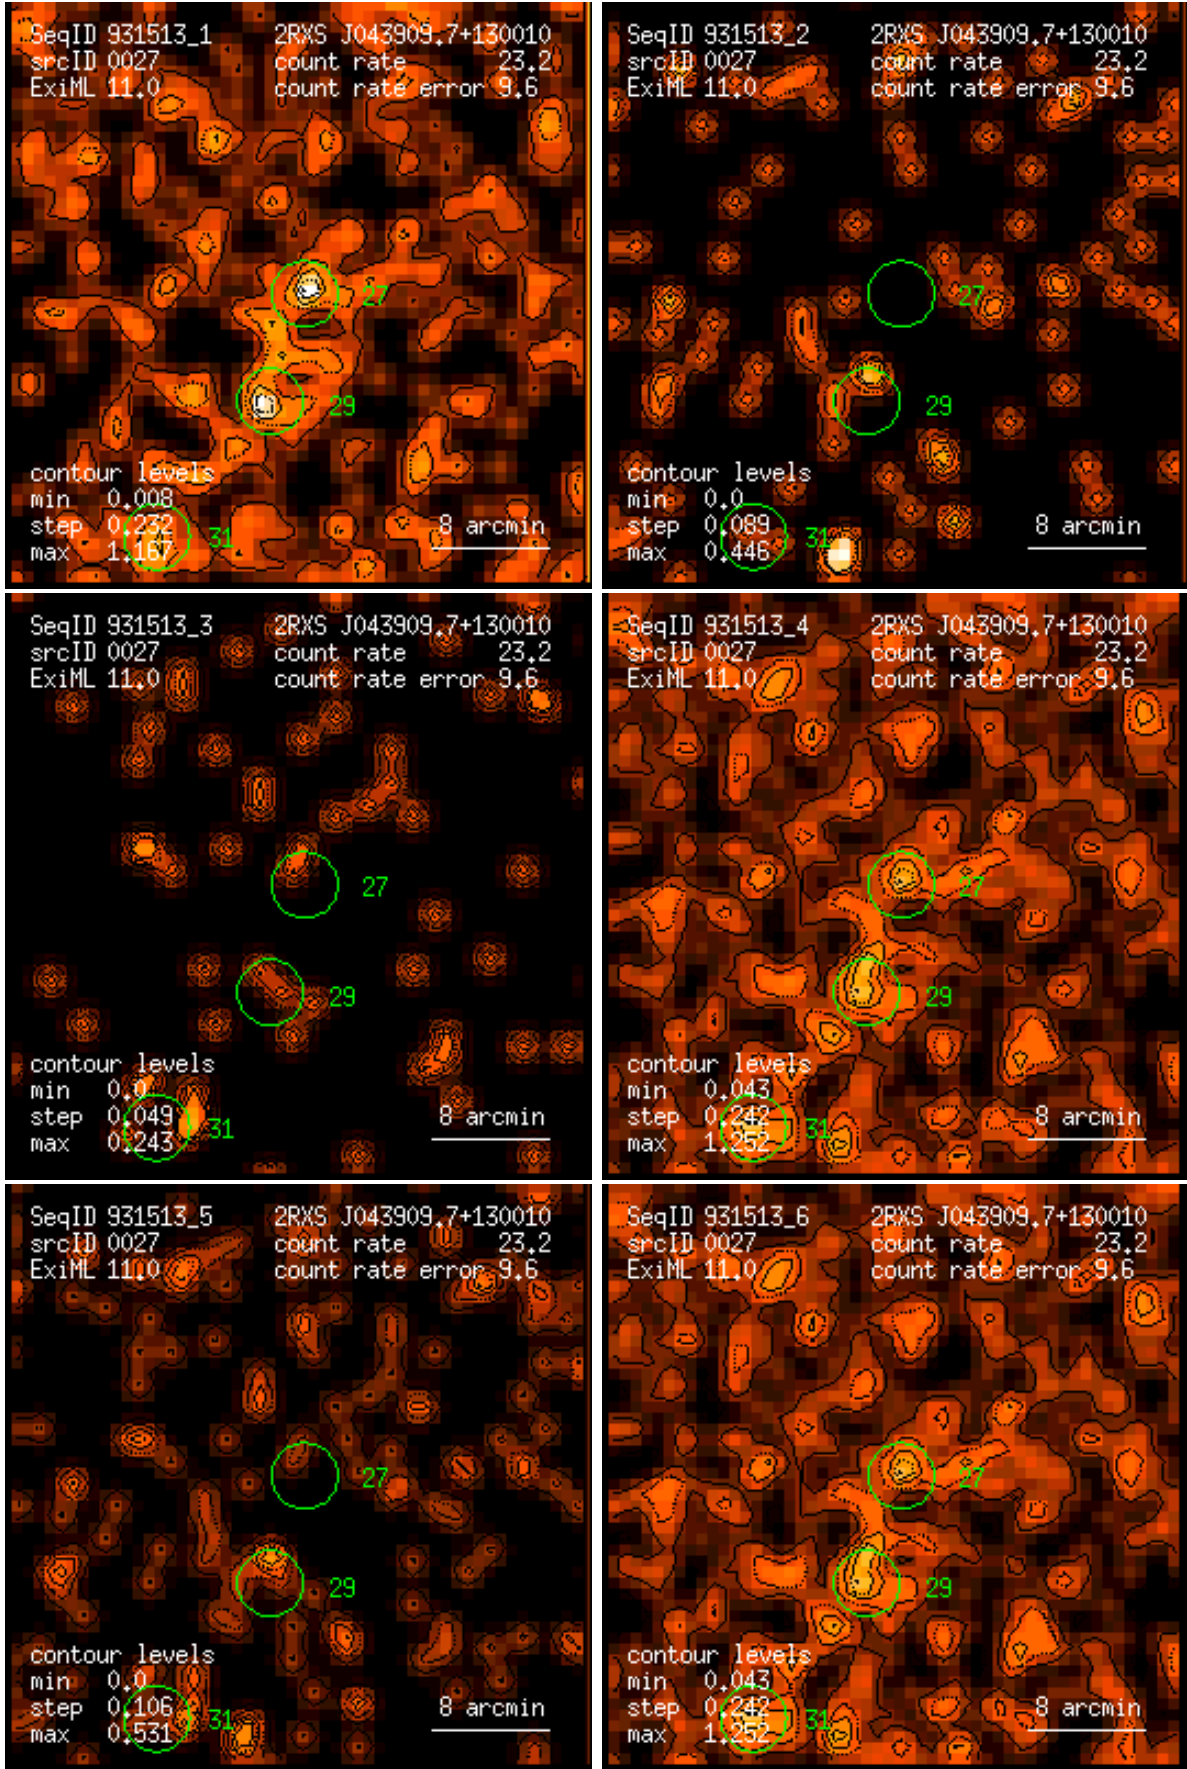 SeqID 931513_1 2RXS J043909.7+130010
srcID 0027 count rate 23.2
ExiML 11.0 count rate error 9.6
27
29
contour levels
min 0.008
step 0.232 31 8 arcmin
max 1.167
SeqID 931513_2 2RXS J043909.7+130010
srcID 0027 count rate 23.2
ExiML 11.0 count rate error 9.6
27
29
contour levels
min 0.0
step 0.089 31 8 arcmin
max 0.446
SeqID 931513_3 2RXS J043909.7+130010
srcID 0027 count rate 23.2
ExiML 11.0 count rate error 9.6
27
29
contour levels
min 0.0
step 0.049 31 8 arcmin
max 0.243
SeqID 931513_4 2RXS J043909.7+130010
srcID 0027 count rate 23.2
ExiML 11.0 count rate error 9.6
27
29
contour levels
min 0.043
step 0.242 31 8 arcmin
max 1.252
SeqID 931513_5 2RXS J043909.7+130010
srcID 0027 count rate 23.2
ExiML 11.0 count rate error 9.6
27
29
contour levels
min 0.0
step 0.106 31 8 arcmin
max 0.531
SeqID 931513_6 2RXS J043909.7+130010
srcID 0027 count rate 23.2
ExiML 11.0 count rate error 9.6
27
29
contour levels
min 0.043
step 0.242 31 8 arcmin
max 1.252